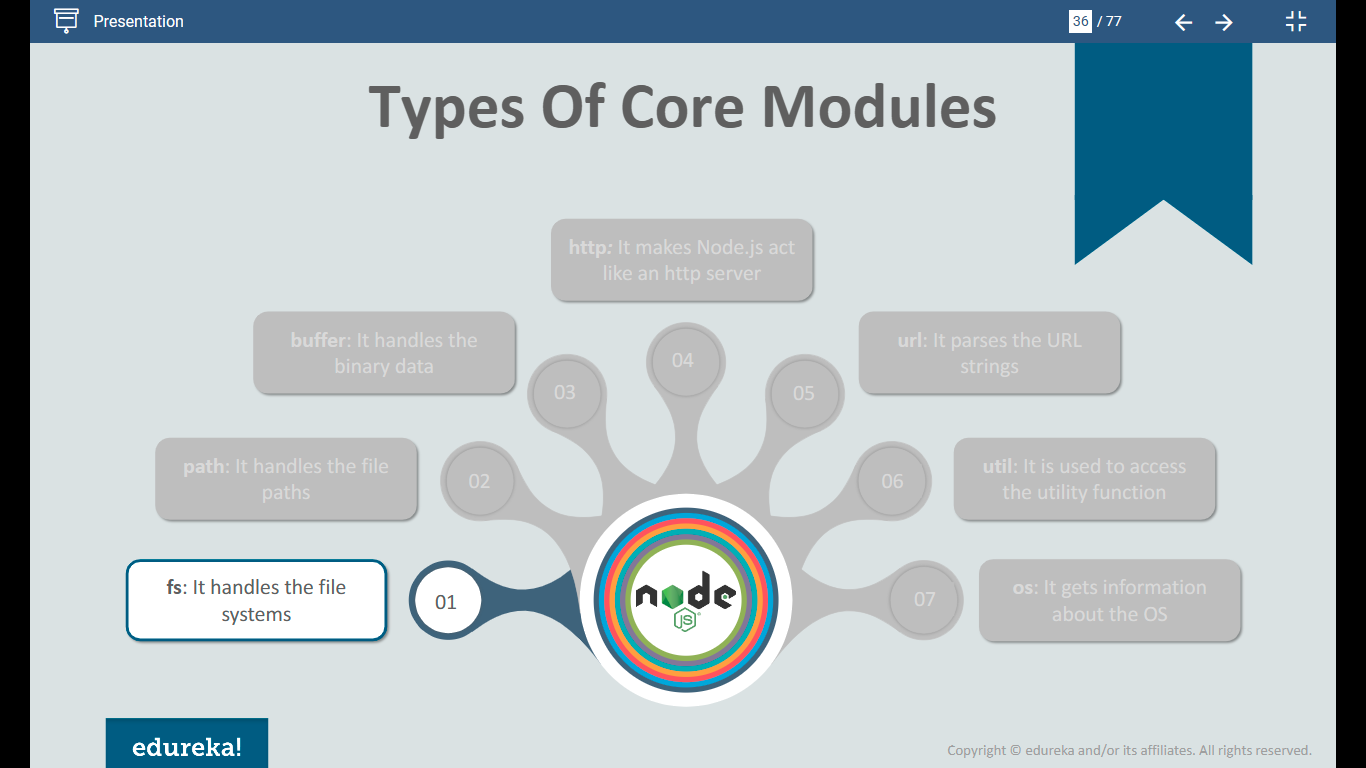 Presentation
36 / 77
Types Of Core Modules
http: It makes Node.js act
like an http server
buffer: It handles the
binary data
url: It parses the URL
strings
04
03
05
path: It handles the file
paths
util: It is used to access
the utility function
02
06
fs: It handles the file
systems
os: It gets information
about the OS
01
07
node
JS
edureka!
Copyright © edureka and/or its affiliates. All rights reserved.